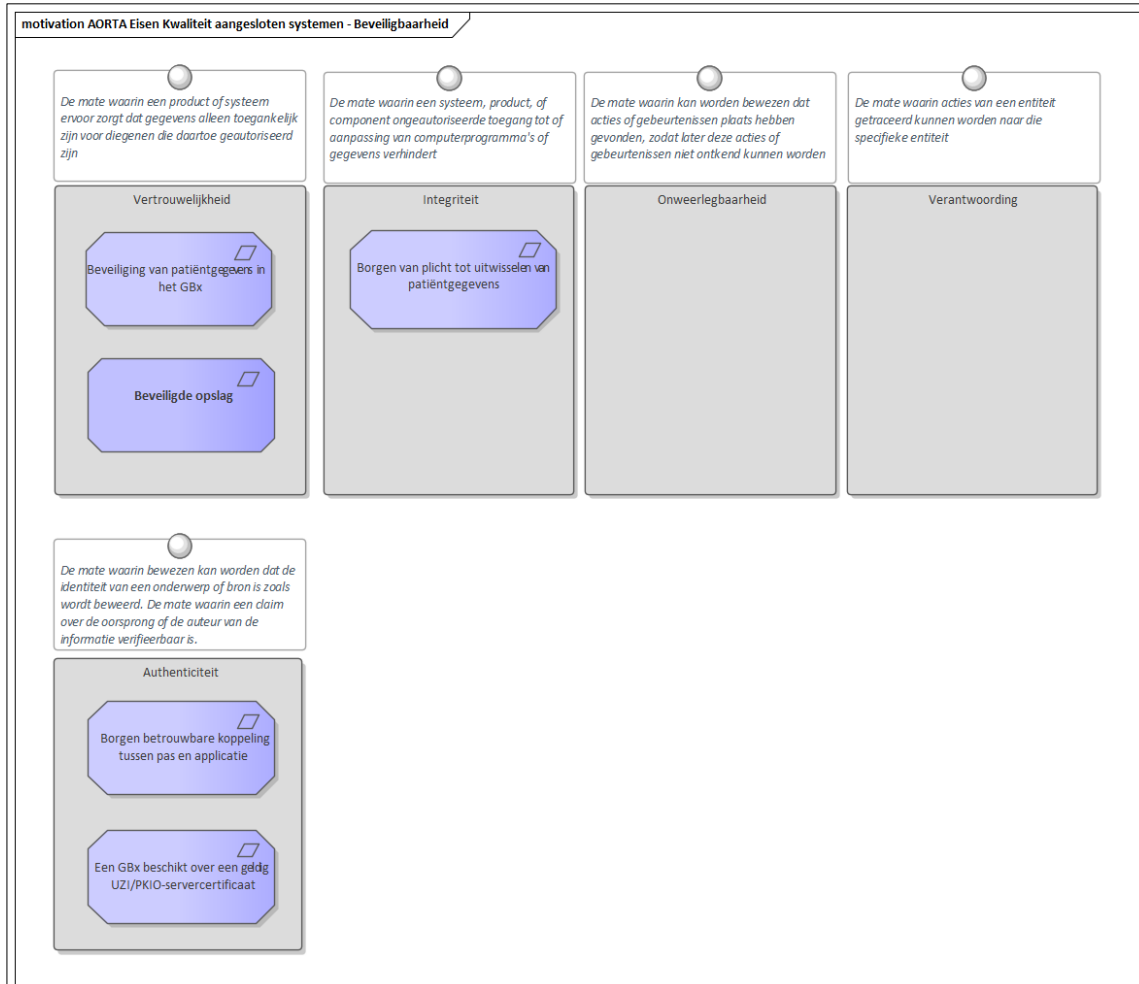 motivation AORTA Eisen Kwaliteit aangesloten systemen - Beveiligbaarheid
De mate waarin een product of systeem
ervoor zorgt dat gegevens alleen toegankelijk
zijn voor diegenen die daartoe geautoriseerd
zijn
De mate waarin een systeem, product, of
component ongeautoriseerde toegang tot of
aanpassing van computerprogramma's of
gegevens verhindert
De mate waarin kan worden bewezen dat
acties of gebeurtenissen plaats hebben
gevonden, zodat later deze acties of
gebeurtenissen niet ontkend kunnen worden
De mate waarin acties van een entiteit
getraceerd kunnen worden naar die
specifieke entiteit
Vertrouwelijkheid
Beveiliging van patiëntgegevens in
het GBx
Beveiligde opslag
Integriteit
Borgen van plicht tot uitwisselen van
patiëntgegevens
Onweerlegbaarheid
Verantwoording
De mate waarin bewezen kan worden dat de
identiteit van een onderwerp of bron is zoals
wordt beweerd. De mate waarin een claim
over de oorsprong of de auteur van de
informatie verifieerbaar is.
Authenticiteit
Borgen betrouwbare koppeling
tussen pas en applicatie
Een GBx beschikt over een geldig
UZI/PKIO-servercertificaat